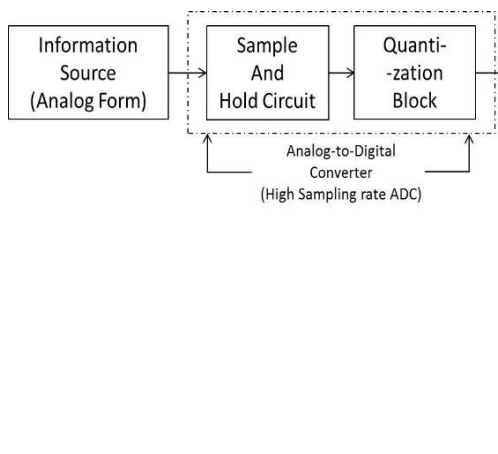 Information
Source
(Analog Form)
Sample
And
Hold Circuit
Quanti-
-zation
Block
Analog-to-Digital
Converter
(High Sampling rate ADC)